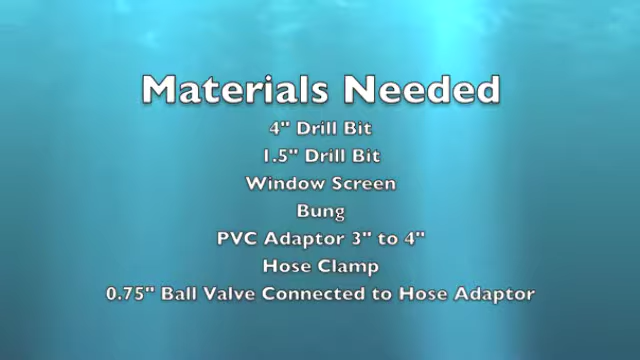 Materials Needed
4" Drill Bit
1.5" Drill Bit
Window Screen
Bung
PVC Adaptor 3" to 4"
Hose Clamp
0.75" Ball Valve Connected to Hose Adaptor